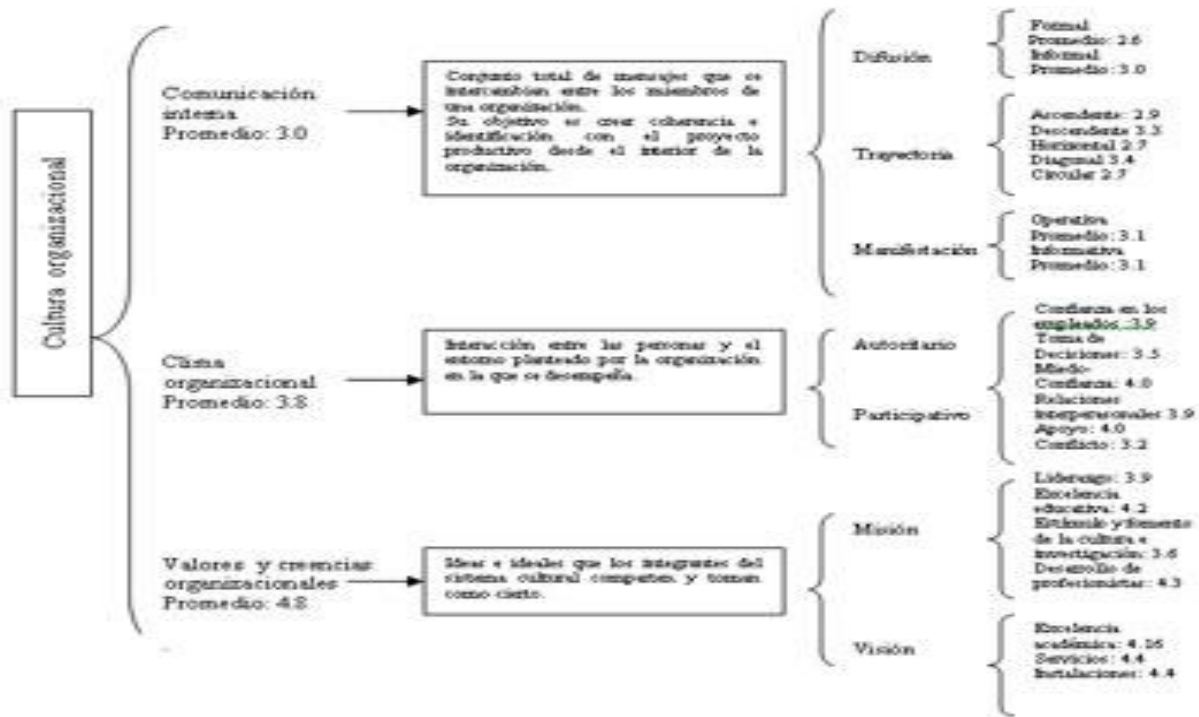 Cultura organizacional
Comunicación
interna
Promedio: 3.0
Conjunto total de mensajes que se
intercambian entre los miembros de
una organización.
Su objetivo es crear coherencia e
identificación con el proyecto
productivo desde el interior de la
organización.
Difusión
Formal
Promedio: 2.6
Informal
Promedio: 3.0
Trayectoria
Ascendente: 2.9
Descendente 3.3
Horizontal 2.7
Diagonal 3.4
Circular 2.7
Manifestación
Operativa
Promedio: 3.1
Informativa
Promedio: 3.1
Clima
organizacional
Promedio: 3.8
Interacción entre las personas y el
entorno planteado por la organización
en la que se desempeña.
Autoritario
Participativo
Confianza en los
empleados :3.9
Toma de
Decisiones: 3.5
Miedo-
Confianza: 4.0
Relaciones
interpersonales 3.9
Apoyo: 4.0
Conflicto: 3.2
Valores y creencias
organizacionales
Promedio: 4.8
Ideas e ideales que los integrantes del
sistema cultural comparten y toman
como cierto.
Misión
Liderazgo: 3.9
Excelencia
educativa: 4.2
Estímulo y fomento
de la cultura e
investigación: 3.6
Desarrollo de
profesionistas: 4.3
Visión
Excelencia
académica: 4.16
Servicios: 4.4
Instalaciones: 4.4